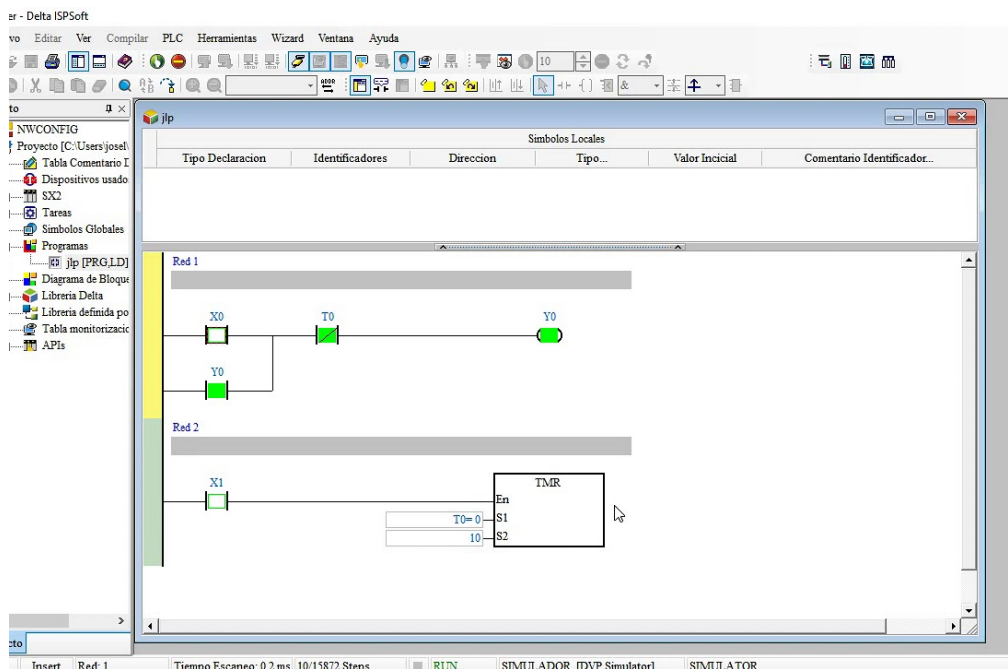 er - Delta ISPSoft
vo Editar Ver Compilar PLC Herramientas Wizard Ventana Ayuda
10
&
to
NWCONFIG
Proyecto [C:\Users\josel\
Tabla Comentario D
Dispositivos usado
SX2
Tareas
Simbolos Globales
Programas
jlp [PRG,LD]
Diagrama de Bloque
Libreria Delta
Libreria definida po
Tabla monitorizacic
APIs
cto
jlp
Simbolos Locales
Tipo Declaracion Identificadores Direccion Tipo... Valor Incicial Comentario Identificador...
Red 1
X0 T0 Y0
Y0
Red 2
X1 TMR
En
T0= 0 S1
10 S2
Insert Red: 1 Tiempo Escaneo: 0.2 ms 10/15872 Steps RUN SIMULADOR [DVP Simulator] SIMULATOR